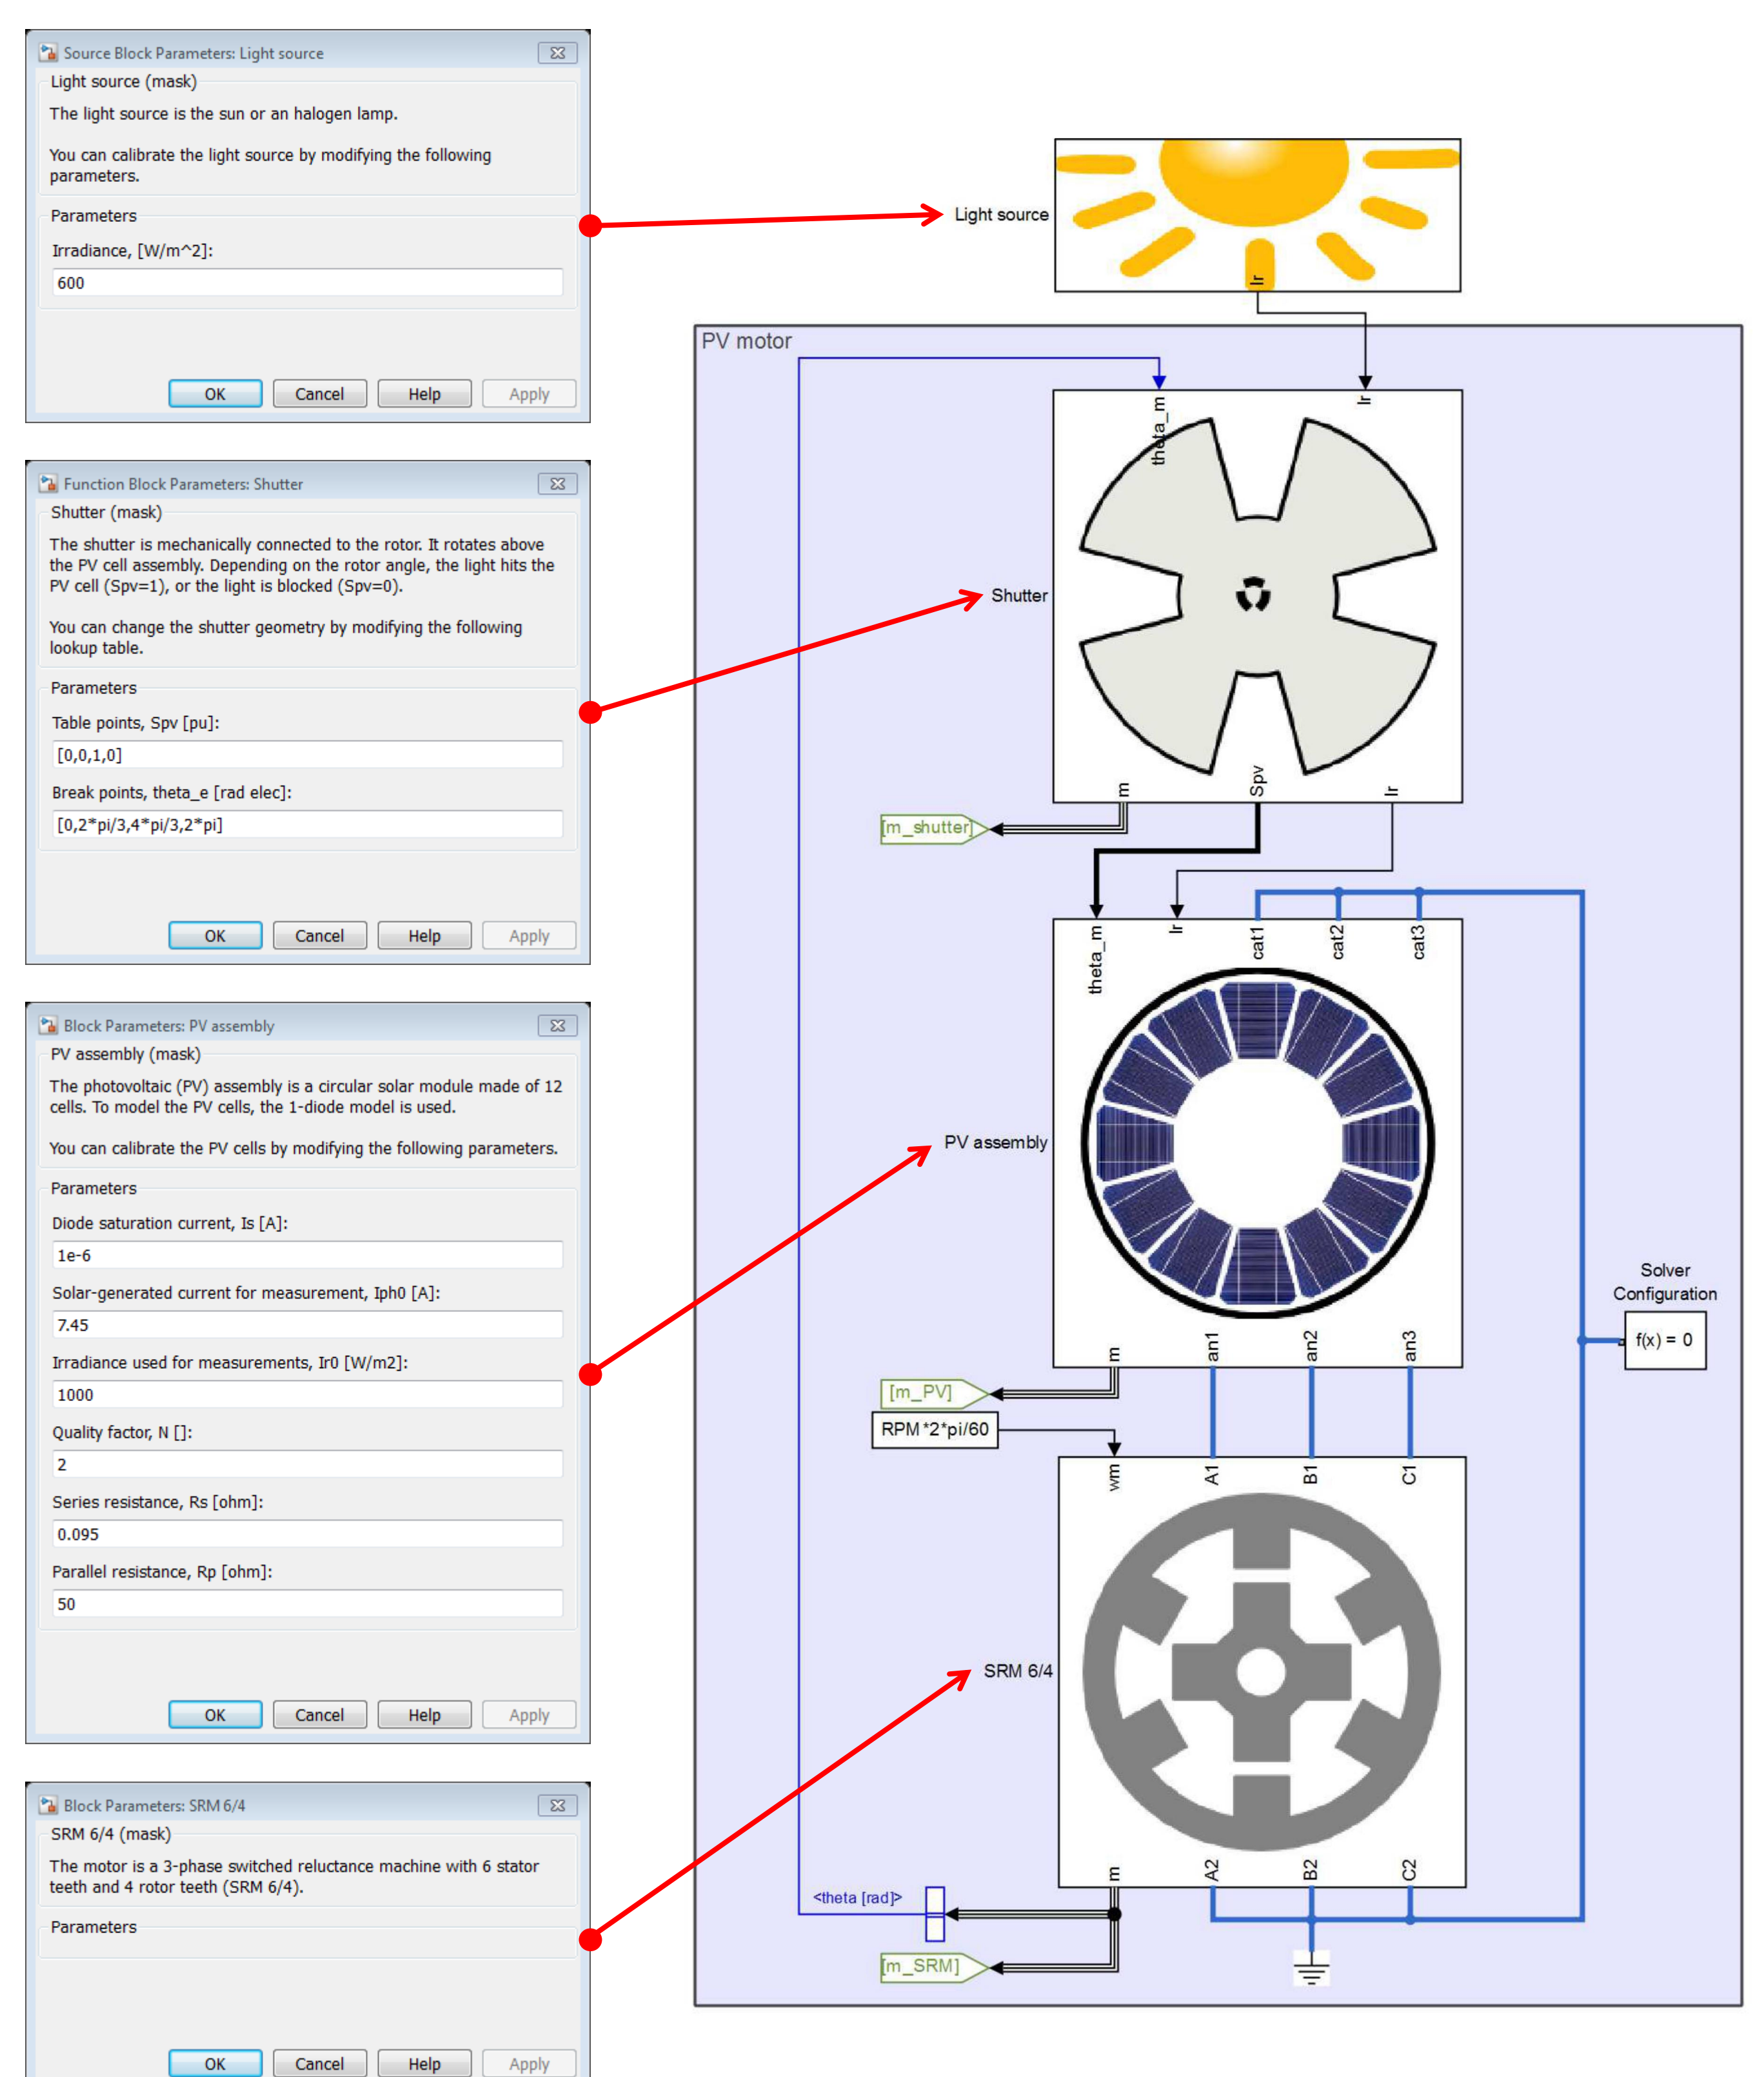 Source Block Parameters: Light source
Light source (mask)
The light source is the sun or an halogen lamp.
You can calibrate the light source by modifying the following
parameters.
Parameters
Irradiance, [W/m^2]:
600
OK Cancel Help Apply
Function Block Parameters: Shutter
Shutter (mask)
The shutter is mechanically connected to the rotor. It rotates above
the PV cell assembly. Depending on the rotor angle, the light hits the
PV cell (Spv=1), or the light is blocked (Spv=0).
You can change the shutter geometry by modifying the following
lookup table.
Parameters
Table points, Spv [pu]:
[0,0,1,0]
Break points, theta_e [rad elec]:
[0,2*pi/3,4*pi/3,2*pi]
OK Cancel Help Apply
Block Parameters: PV assembly
PV assembly (mask)
The photovoltaic (PV) assembly is a circular solar module made of 12
cells. To model the PV cells, the 1-diode model is used.
You can calibrate the PV cells by modifying the following parameters.
Parameters
Diode saturation current, Is [A]:
1e-6
Solar-generated current for measurement, Iph0 [A]:
7.45
Irradiance used for measurements, Ir0 [W/m2]:
1000
Quality factor, N []:
2
Series resistance, Rs [ohm]:
0.095
Parallel resistance, Rp [ohm]:
50
OK Cancel Help Apply
Block Parameters: SRM 6/4
SRM 6/4 (mask)
The motor is a 3-phase switched reluctance machine with 6 stator
teeth and 4 rotor teeth (SRM 6/4).
Parameters
OK Cancel Help Apply
Light source
Ir
PV motor
theta_m
Ir
Shutter
m
Spv
Ir
[m_shutter]
theta_m
Ir
cat1
cat2
cat3
PV assembly
m
an1
an2
an3
Solver
Configuration
f(x) = 0
[m_PV]
RPM*2*pi/60
wm
A1
B1
C1
SRM 6/4
m
A2
B2
C2
<theta [rad]>
[m_SRM]